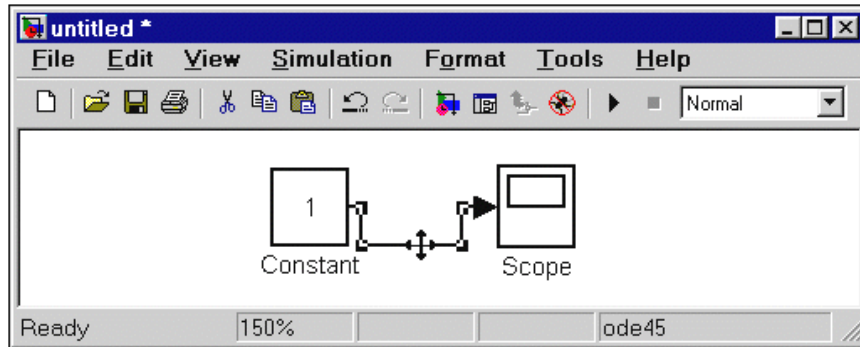 untitled *
File Edit View Simulation Format Tools Help
Normal
1
Constant Scope
Ready 150% ode45